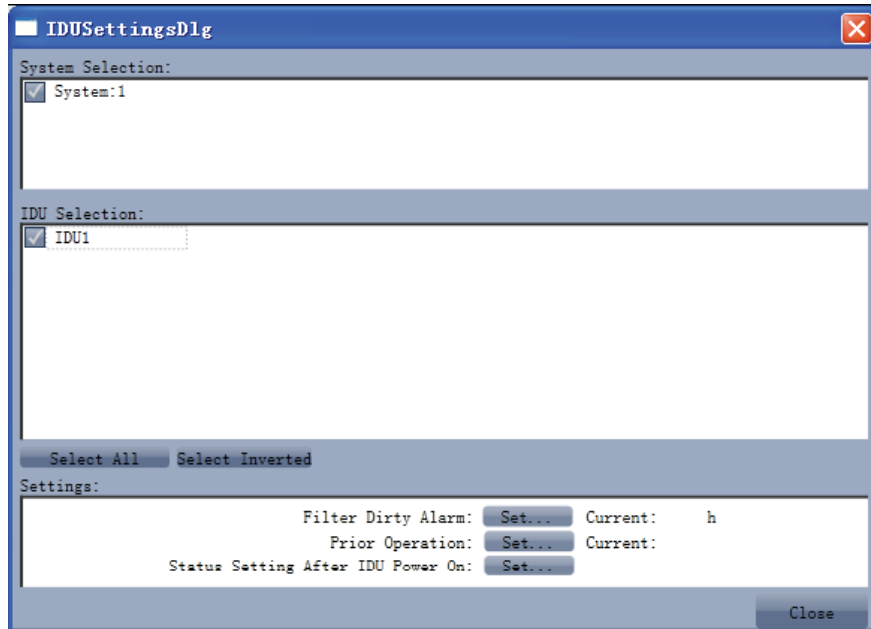 IDUSettingsDlg
System Selection:
System:1
IDU Selection:
IDU1
Select All Select Inverted
Settings:
Filter Dirty Alarm: Set... Current: h
Prior Operation: Set... Current:
Status Setting After IDU Power On: Set...
Close